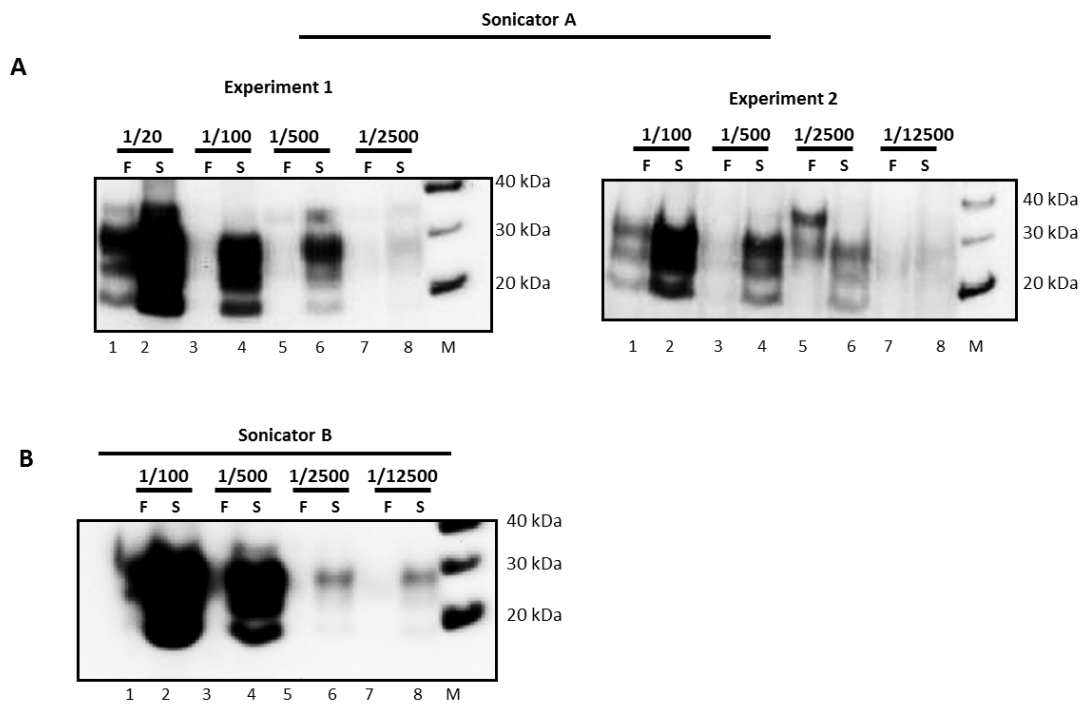 Sonicator A
A
Experiment 1
1/20 1/100 1/500 1/2500
F S F S F S F S
40 kDa
30 kDa
20 kDa
1 2 3 4 5 6 7 8 M
Experiment 2
1/100 1/500 1/2500 1/12500
F S F S F S F S
40 kDa
30 kDa
20 kDa
1 2 3 4 5 6 7 8 M
B
Sonicator B
1/100 1/500 1/2500 1/12500
F S F S F S F S
40 kDa
30 kDa
20 kDa
1 2 3 4 5 6 7 8 M